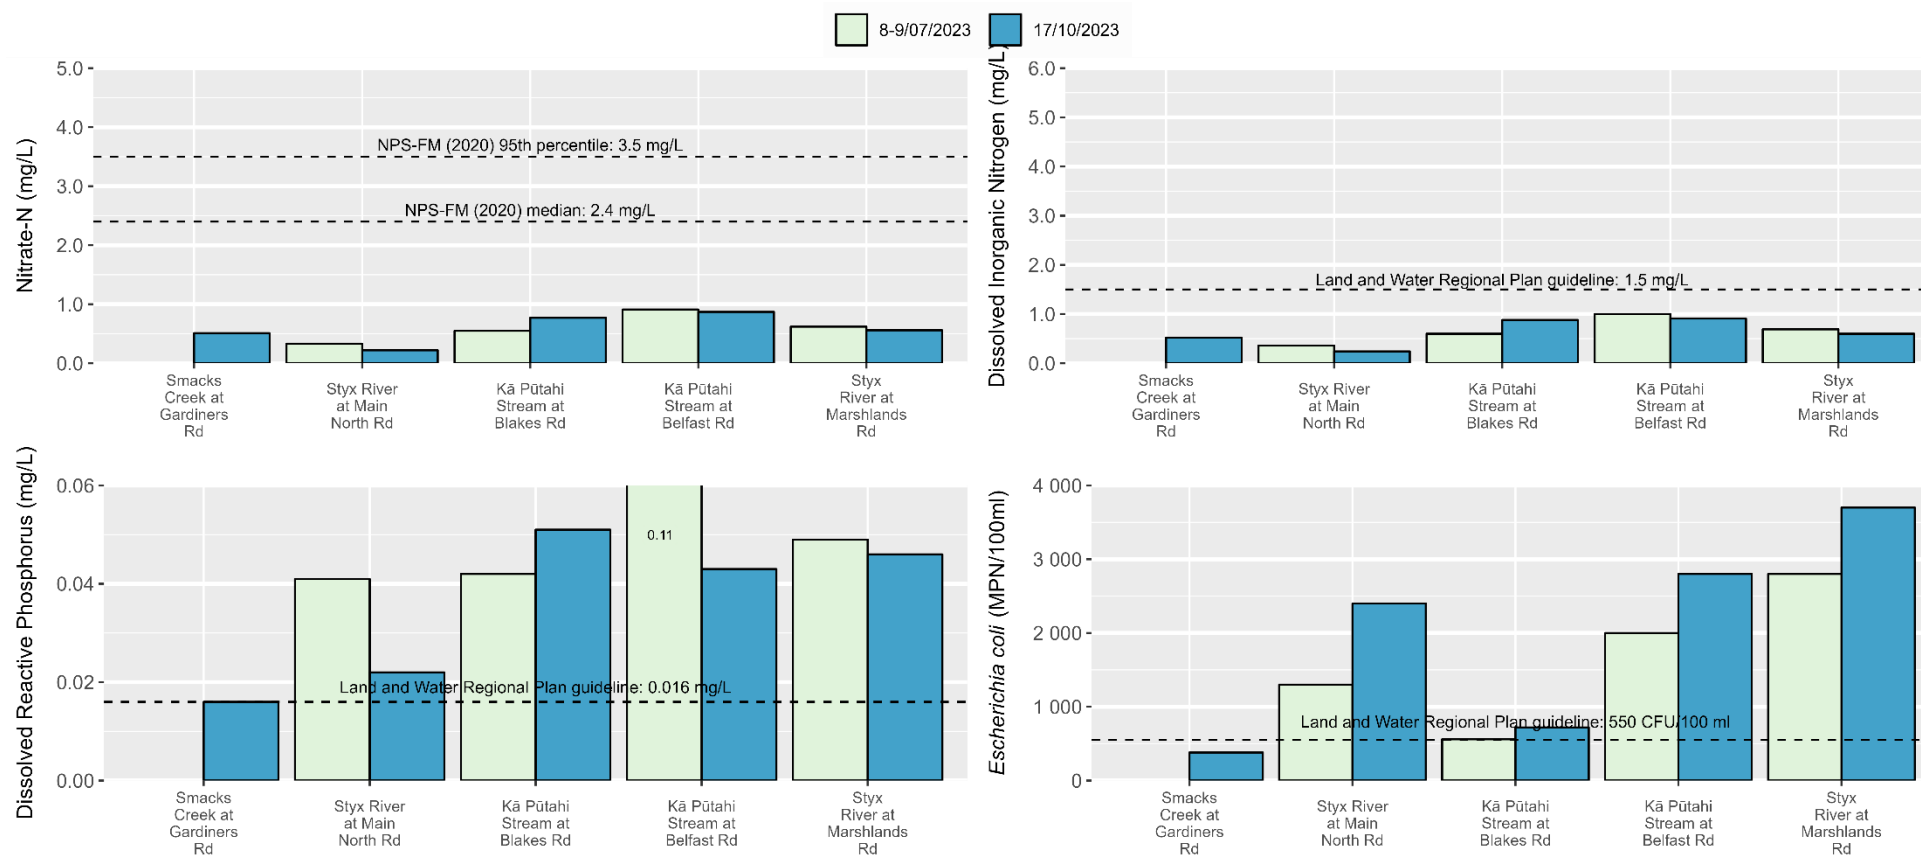 8-9/07/2023
17/10/2023
Nitrate-N (mg/L)
5.0
4.0
3.0
2.0
1.0
0.0
NPS-FM (2020) 95th percentile: 3.5 mg/L
NPS-FM (2020) median: 2.4 mg/L
Smacks
Creek at
Gardiners
Rd
Styx River
at Main
North Rd
Kā Pūtahi
Stream at
Blakes Rd
Kā Pūtahi
Stream at
Belfast Rd
Styx
River at
Marshlands
Rd
Dissolved Inorganic Nitrogen (mg/L)
6.0
5.0
4.0
3.0
2.0
1.0
0.0
Land and Water Regional Plan guideline: 1.5 mg/L
Smacks
Creek at
Gardiners
Rd
Styx River
at Main
North Rd
Kā Pūtahi
Stream at
Blakes Rd
Kā Pūtahi
Stream at
Belfast Rd
Styx
River at
Marshlands
Rd
Dissolved Reactive Phosphorus (mg/L)
0.06
0.04
0.02
0.00
0.11
Land and Water Regional Plan guideline: 0.016 mg/L
Smacks
Creek at
Gardiners
Rd
Styx River
at Main
North Rd
Kā Pūtahi
Stream at
Blakes Rd
Kā Pūtahi
Stream at
Belfast Rd
Styx
River at
Marshlands
Rd
Escherichia coli (MPN/100ml)
4 000
3 000
2 000
1 000
0
Land and Water Regional Plan guideline: 550 CFU/100 ml
Smacks
Creek at
Gardiners
Rd
Styx River
at Main
North Rd
Kā Pūtahi
Stream at
Blakes Rd
Kā Pūtahi
Stream at
Belfast Rd
Styx
River at
Marshlands
Rd